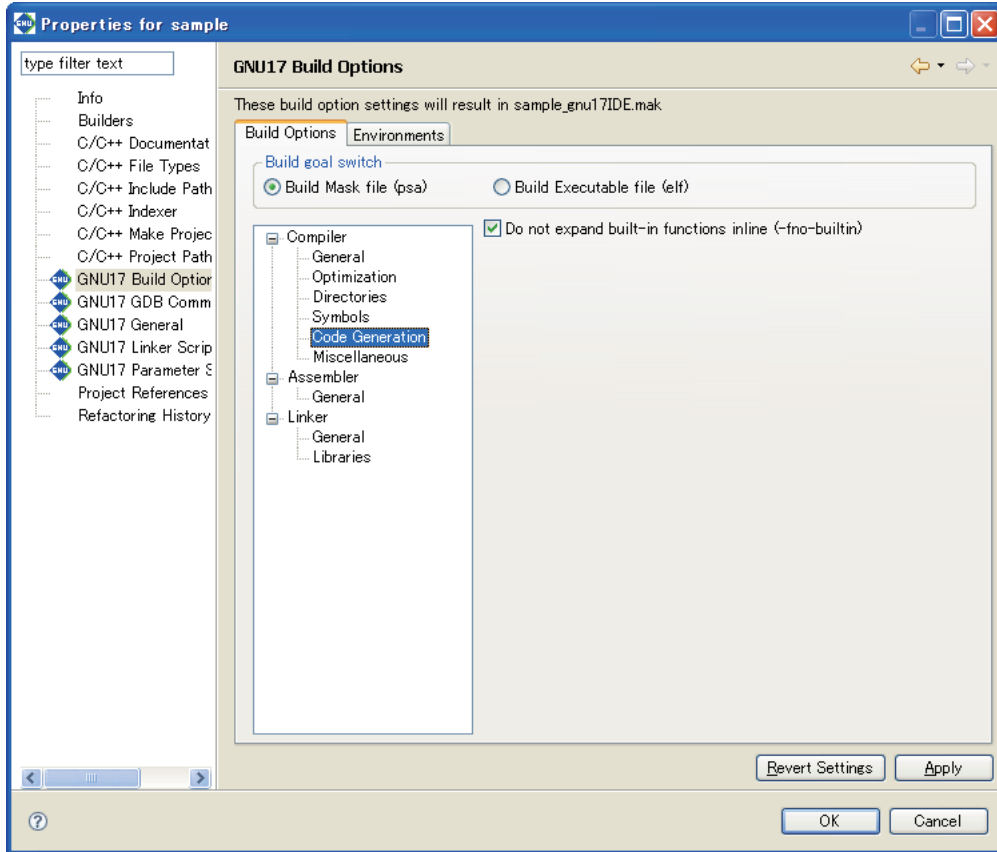 Properties for sample
type filter text
Info
Builders
C/C++ Documentat
C/C++ File Types
C/C++ Include Path
C/C++ Indexer
C/C++ Make Projec
C/C++ Project Path
GNU17 Build Option
GNU17 GDB Comm
GNU17 General
GNU17 Linker Scrip
GNU17 Parameter S
Project References
Refactoring History
GNU17 Build Options
These build option settings will result in sample_gnu17IDE.mak
Build Options
Environments
Build goal switch
Build Mask file (psa)
Build Executable file (elf)
Compiler
General
Optimization
Directories
Symbols
Code Generation
Miscellaneous
Assembler
General
Linker
General
Libraries
Do not expand built-in functions inline (-fno-builtin)
Revert Settings
Apply
OK
Cancel